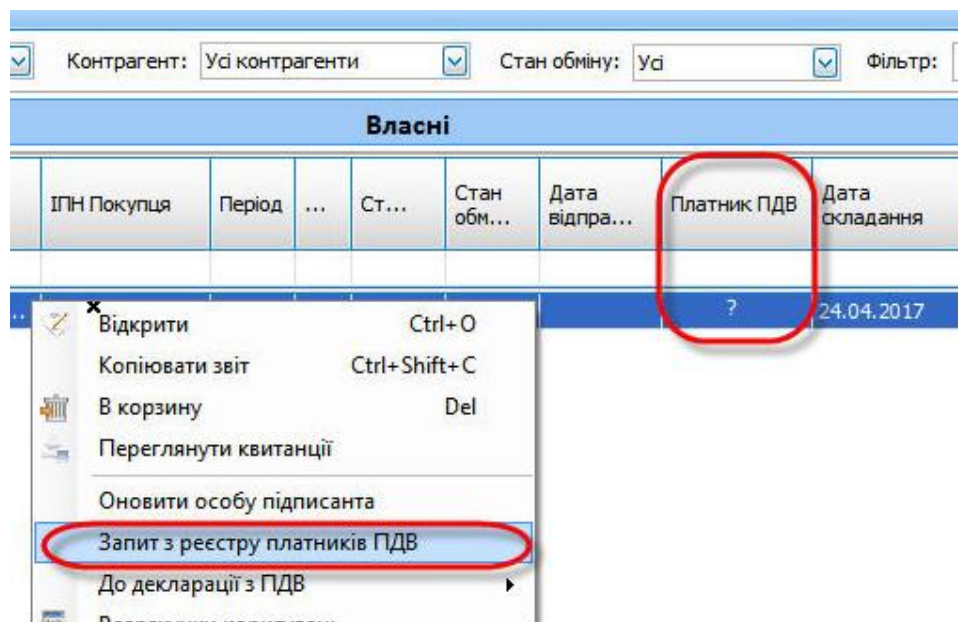 Контрагент: Усі контрагенти Стан обміну: Усі Фільтр:
Власні
ІПН Покупця Період ... Ст... Стан обм... Дата відпра... Платник ПДВ Дата складання
.. ? 24.04.2017
Відкрити Ctrl+O
Копіювати звіт Ctrl+Shift+C
В корзину Del
Переглянути квитанції
Оновити особу підписанта
Запит з реєстру платників ПДВ
До декларації з ПДВ